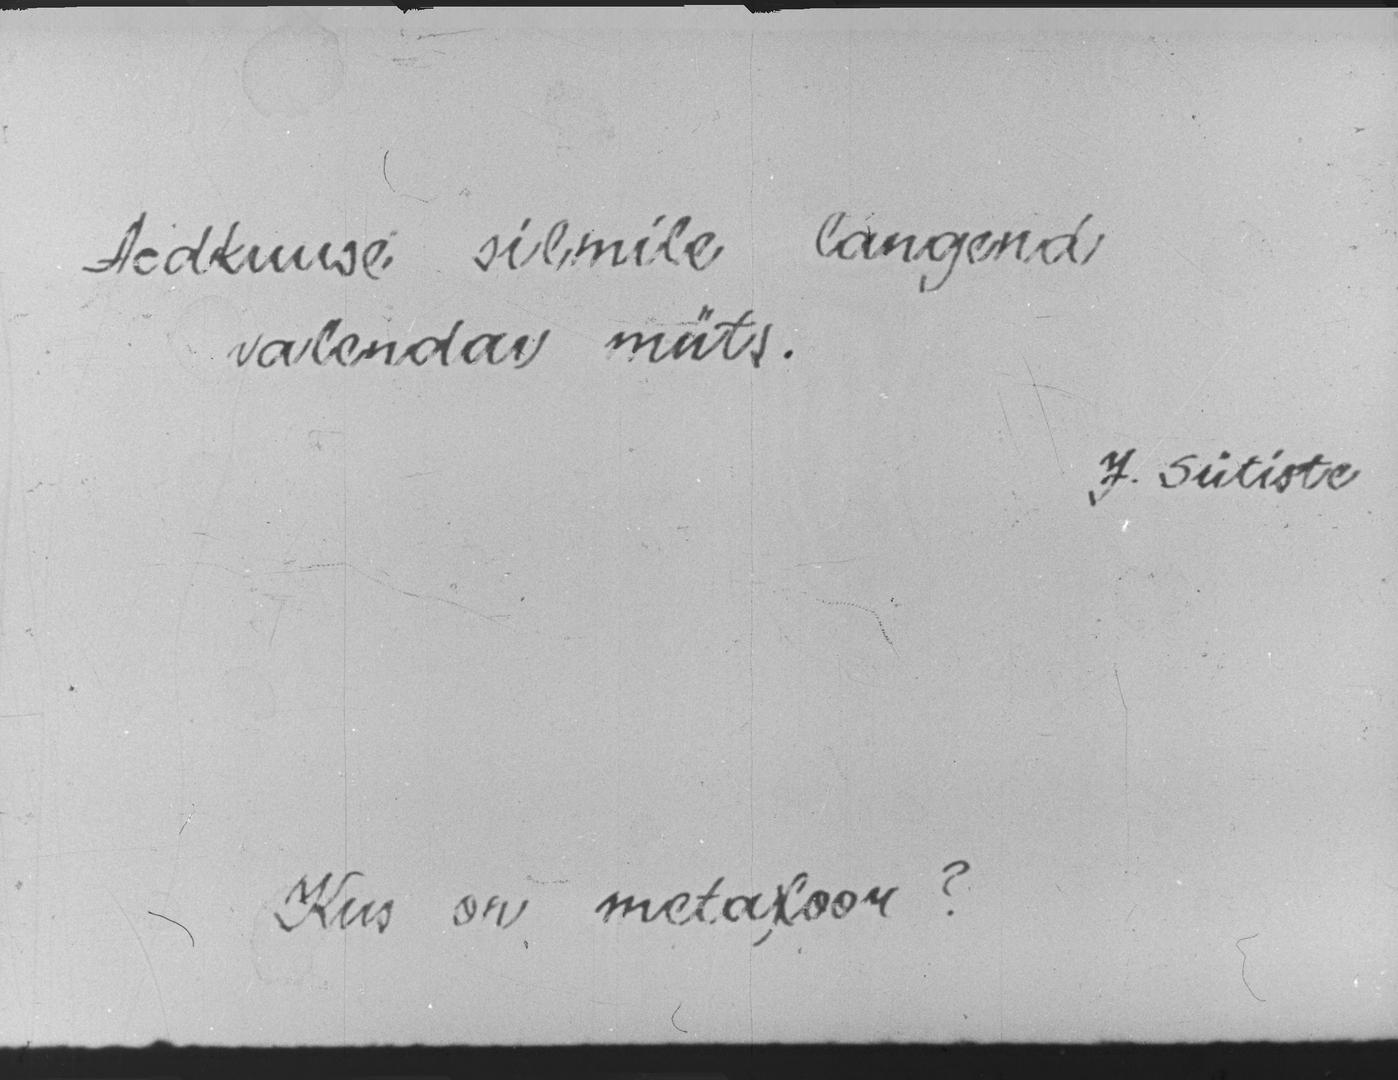 Aedkuuse silmile langend
valendav müts.
J. Sütiste
Kus on metafoor?